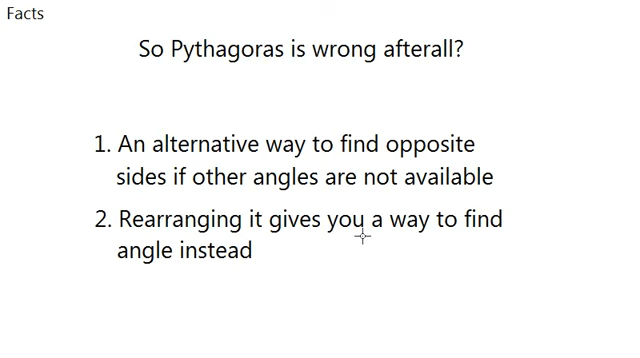 Facts
So Pythagoras is wrong afterall?
1. An alternative way to find opposite
sides if other angles are not available
2. Rearranging it gives you a way to find
angle instead